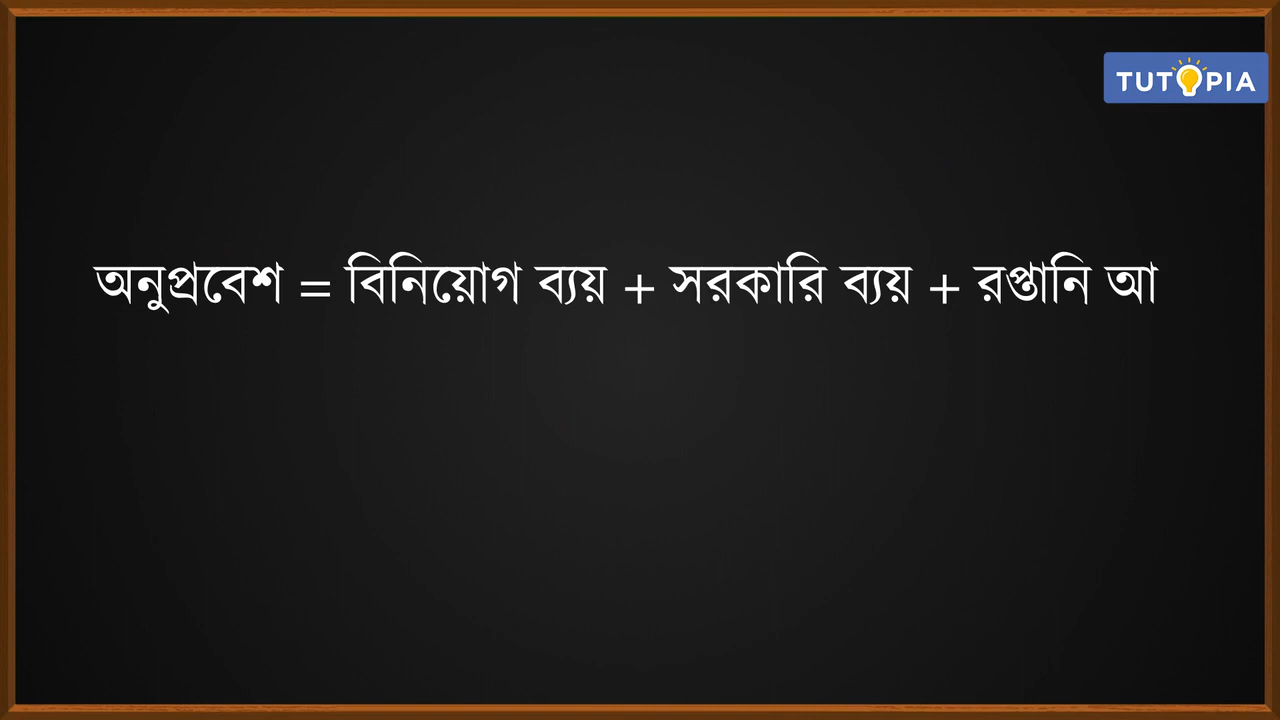 TUTOPIA
অনুপ্রবেশ = বিনিয়োগ ব্যয় + সরকারি ব্যয় + রপ্তানি আ